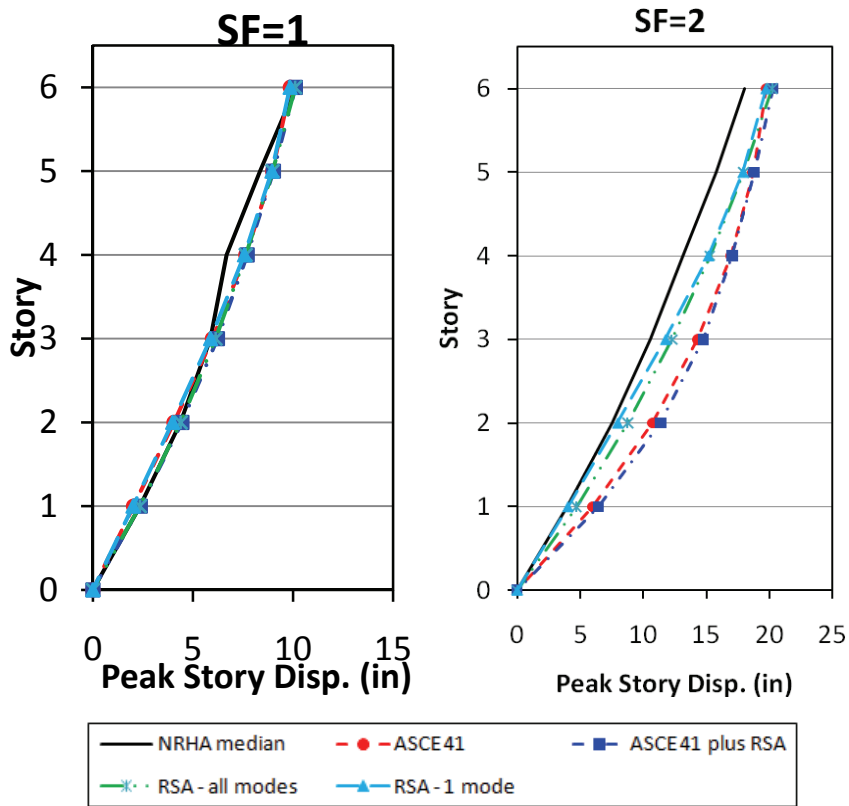 SF=1
6
5
4
3
2
1
0
Story
0 5 10 15
Peak Story Disp. (in)
SF=2
6
5
4
3
2
1
0
Story
0 5 10 15 20 25
Peak Story Disp. (in)
NRHA median ASCE41 ASCE41 plus RSA
RSA - all modes RSA - 1 mode